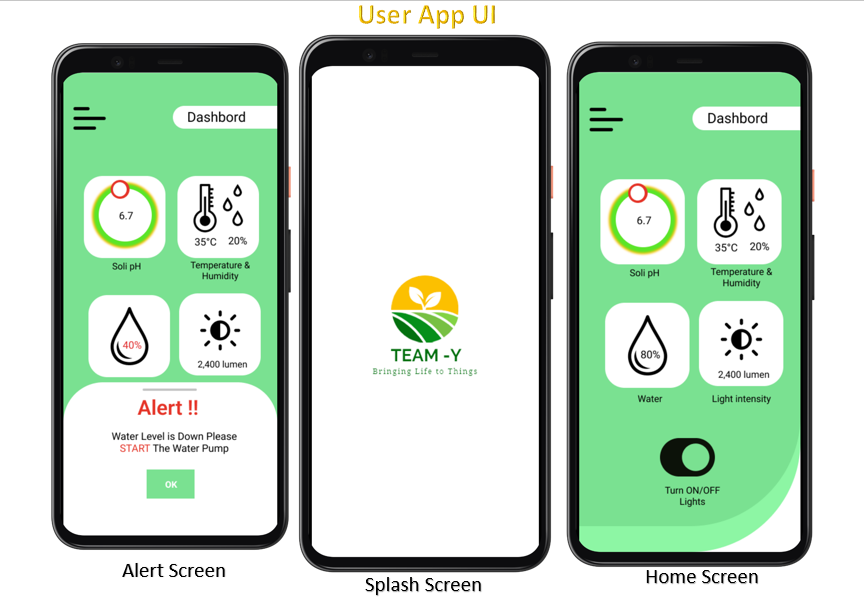 User App UI
Dashbord
6.7
35°C 20%
Soli pH
Temperature &
Humidity
40%
2,400 lumen
Alert !!
Water Level is Down Please
START The Water Pump
OK
Alert Screen
TEAM -Y
Bringing Life to Things
Splash Screen
Dashbord
6.7
35°C 20%
Soli pH
Temperature &
Humidity
80%
2,400 lumen
Water
Light intensity
Turn ON/OFF
Lights
Home Screen